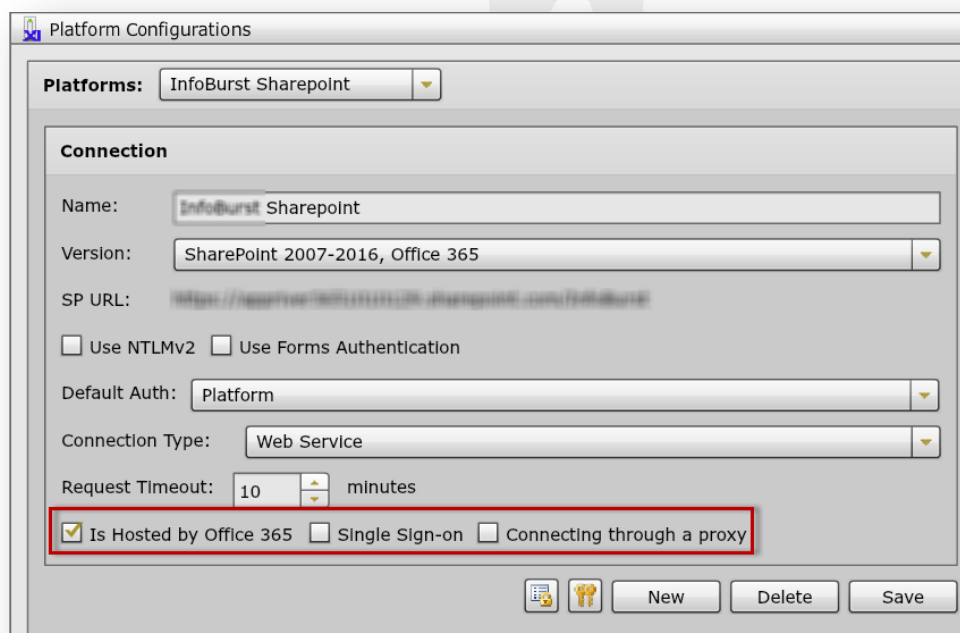 Platform Configurations
Platforms: InfoBurst Sharepoint
Connection
Name: InfoBurst Sharepoint
Version: SharePoint 2007-2016, Office 365
SP URL:
Use NTLMv2 Use Forms Authentication
Default Auth: Platform
Connection Type: Web Service
Request Timeout: 10 minutes
Is Hosted by Office 365 Single Sign-on Connecting through a proxy
New Delete Save